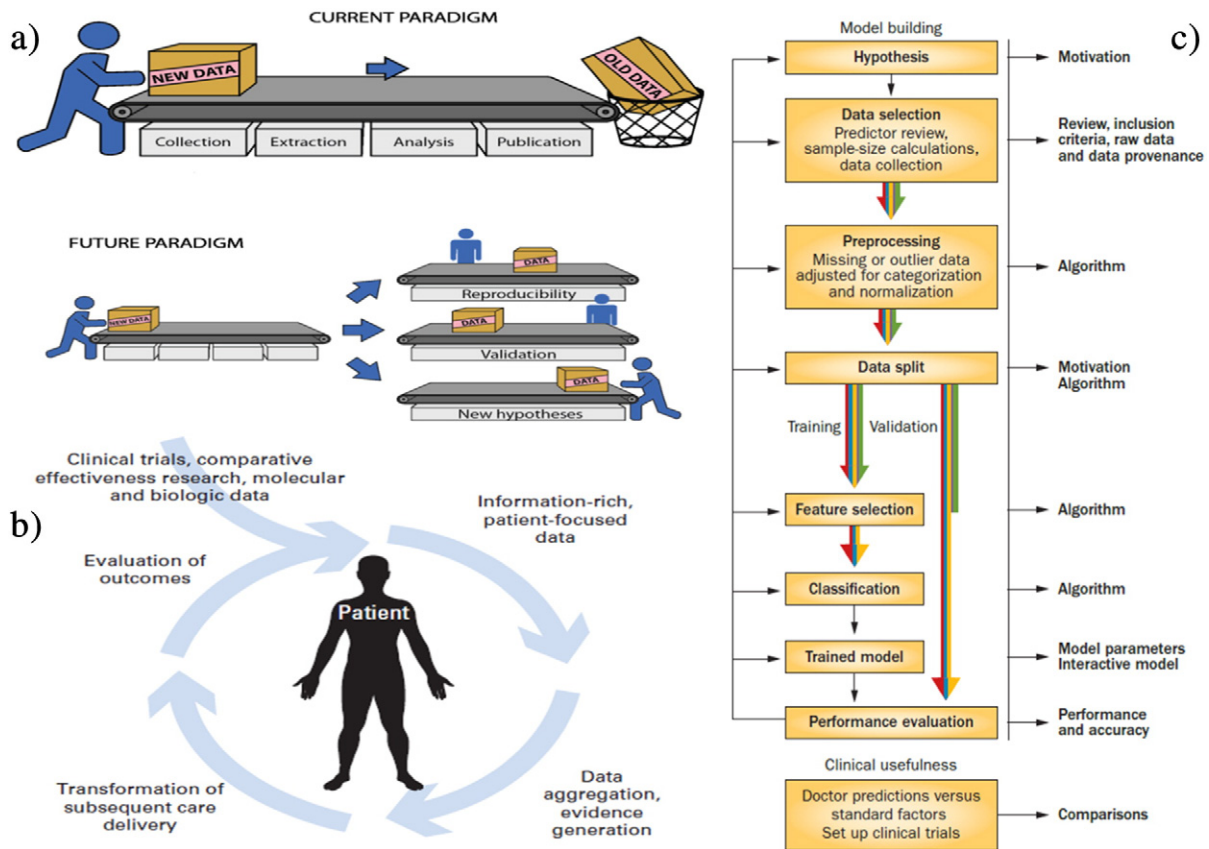 a)
CURRENT PARADIGM
NEW DATA
OLD DATA
Collection
Extraction
Analysis
Publication
FUTURE PARADIGM
NEW DATA
DATA
Reproducibility
DATA
Validation
DATA
New hypotheses
b)
Clinical trials, comparative
effectiveness research, molecular
and biologic data
Information-rich,
patient-focused
data
Evaluation of
outcomes
Patient
Transformation of
subsequent care
delivery
Data
aggregation,
evidence
generation
c)
Model building
Hypothesis
Motivation
Data selection
Predictor review,
sample-size calculations,
data collection
Review, inclusion
criteria, raw data
and data provenance
Preprocessing
Missing or outlier data
adjusted for categorization
and normalization
Algorithm
Data split
Motivation
Algorithm
Training
Validation
Feature selection
Algorithm
Classification
Algorithm
Trained model
Model parameters
Interactive model
Performance evaluation
Performance
and accuracy
Clinical usefulness
Doctor predictions versus
standard factors
Set up clinical trials
Comparisons